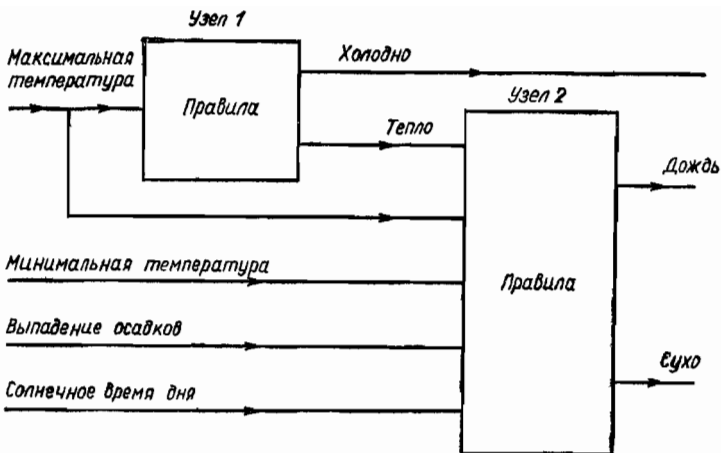 Узел 1
Максимальная
температура
Правила
Холодно
Узел 2
Тепло
Дождь
Минимальная температура
Правила
Выпадение осадков
Сухо
Солнечное время дня